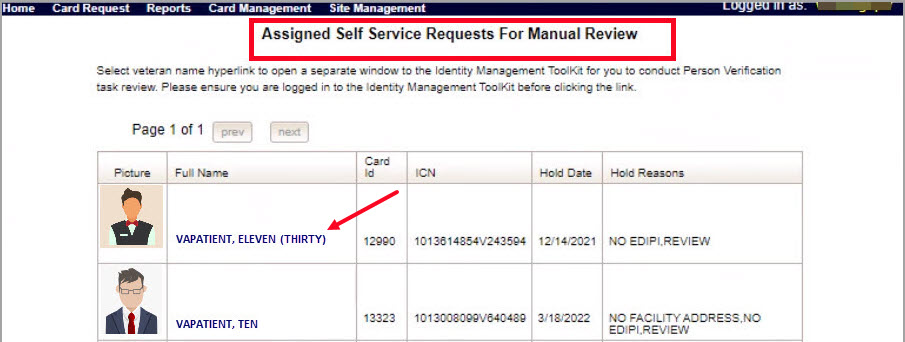 Home Card Request Reports Card Management Site Management Logged in as:
Assigned Self Service Requests For Manual Review
Select veteran name hyperlink to open a separate window to the Identity Management ToolKit for you to conduct Person Verification
task review. Please ensure you are logged in to the Identity Management ToolKit before clicking the link.
Page 1 of 1 prev next
Picture Full Name Card Id ICN Hold Date Hold Reasons
VAPATIENT, ELEVEN (THIRTY) 12990 1013614854V243594 12/14/2021 NO EDIPI,REVIEW
VAPATIENT, TEN 13323 1013008099V640489 3/18/2022 NO FACILITY ADDRESS,NO
EDIPI,REVIEW